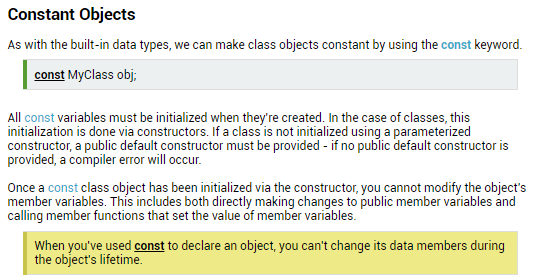 Constant Objects
As with the built-in data types, we can make class objects constant by using the const keyword.
const MyClass obj;
All const variables must be initialized when they're created. In the case of classes, this
initialization is done via constructors. If a class is not initialized using a parameterized
constructor, a public default constructor must be provided - if no public default constructor is
provided, a compiler error will occur.
Once a const class object has been initialized via the constructor, you cannot modify the object's
member variables. This includes both directly making changes to public member variables and
calling member functions that set the value of member variables.
When you've used const to declare an object, you can't change its data members during
the object's lifetime.